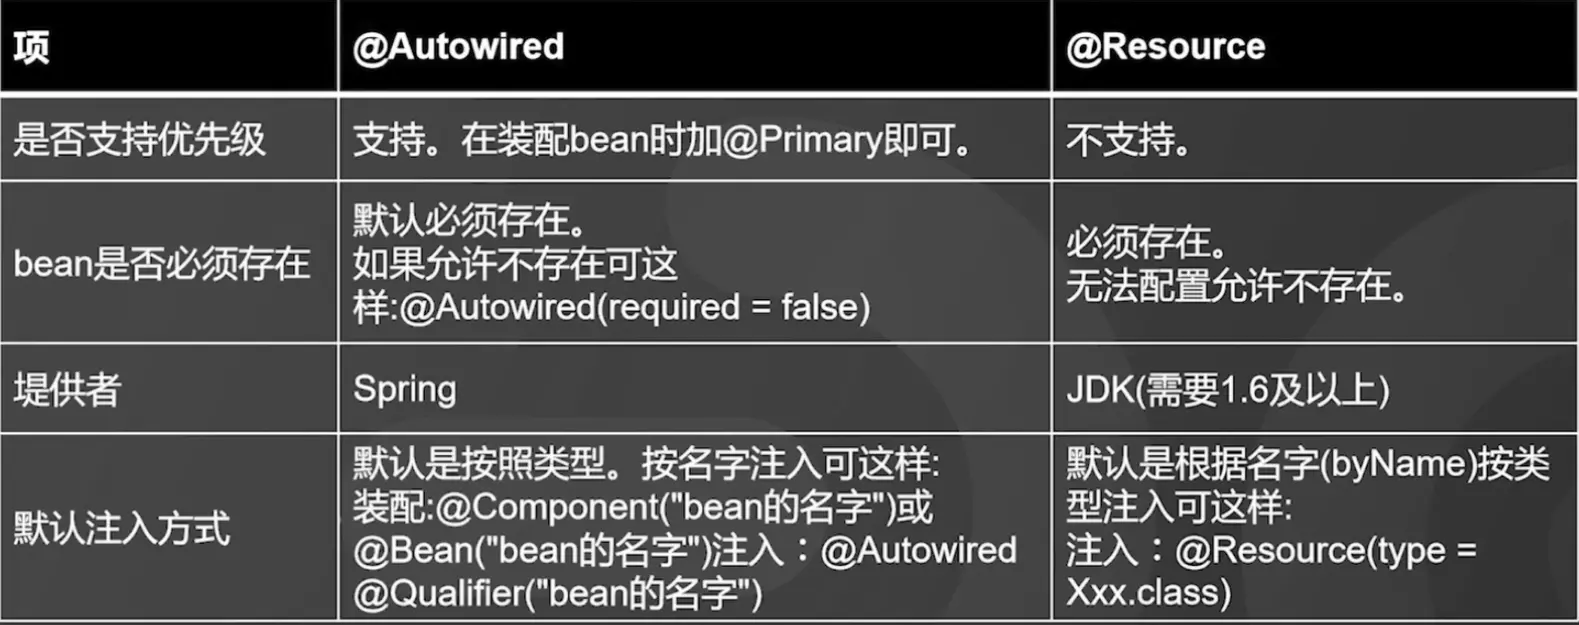 项
@Autowired
@Resource
是否支持优先级
支持。在装配bean时加@Primary即可。
不支持。
bean是否必须存在
默认必须存在。
如果允许不存在可这
样:@Autowired(required = false)
必须存在。
无法配置允许不存在。
堤供者
Spring
JDK(需要1.6及以上)
默认注入方式
默认是按照类型。按名字注入可这样:
装配:@Component("bean的名字")或
@Bean("bean的名字")注入：@Autowired
@Qualifier("bean的名字")
默认是根据名字(byName)按类
型注入可这样:
注入：@Resource(type =
Xxx.class)